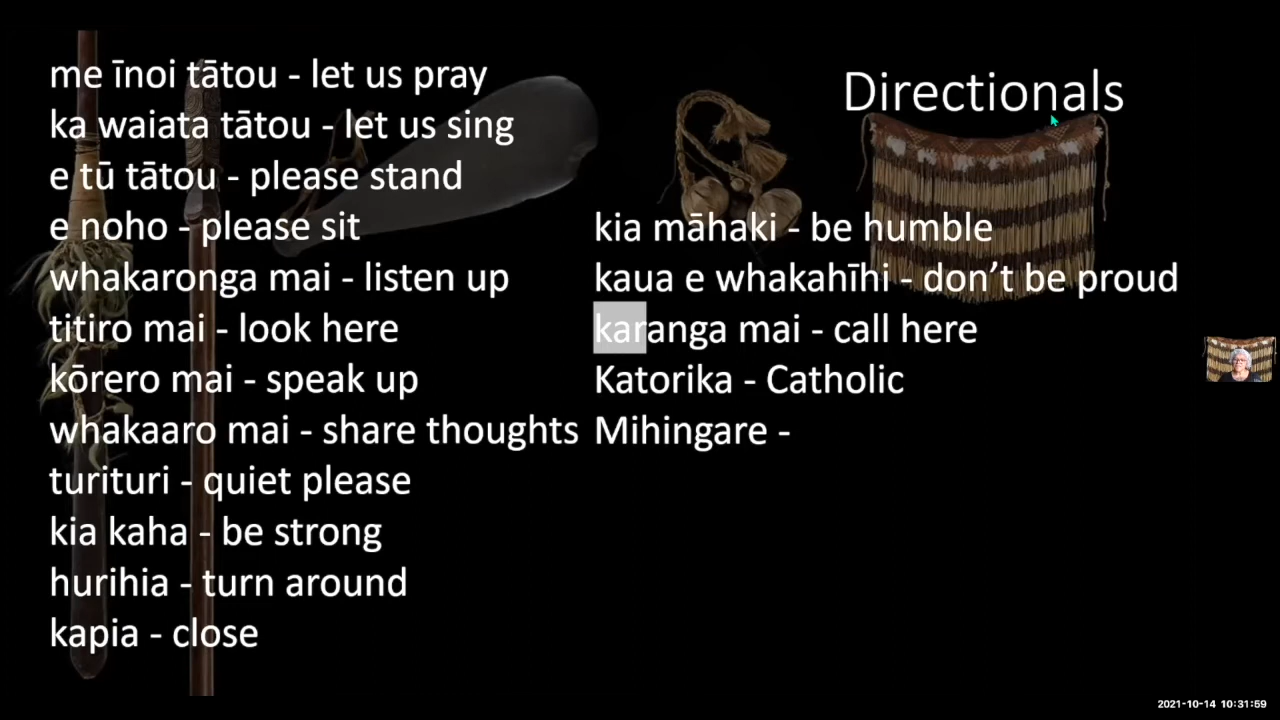 me īnoi tātou - let us pray
ka waiata tātou - let us sing
e tū tātou - please stand
e noho - please sit
whakaronga mai - listen up
titiro mai - look here
kōrero mai - speak up
whakaaro mai - share thoughts
turituri - quiet please
kia kaha - be strong
hurihia - turn around
kapia - close
Directionals
kia māhaki - be humble
kaua e whakahīhi - don’t be proud
karanga mai - call here
Katorika - Catholic
Mihingare -
2021-10-14 10:31:59